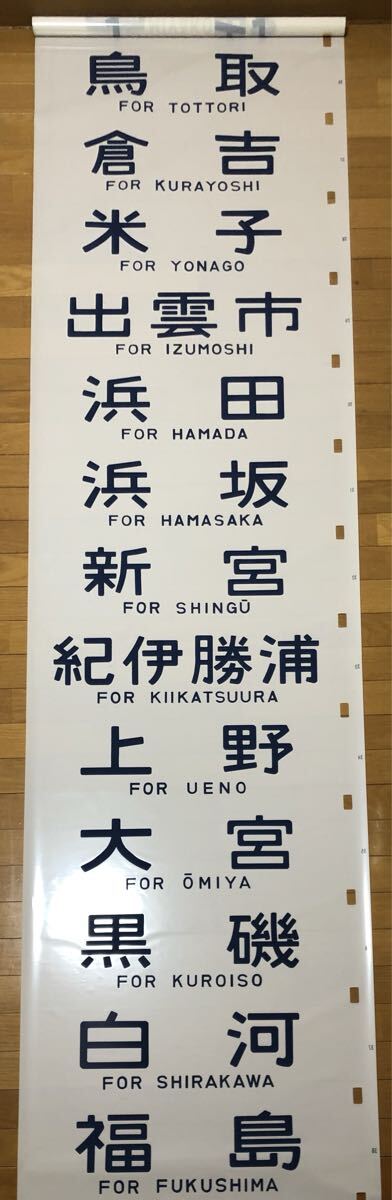 鳥取
FOR TOTTORI
倉吉
FOR KURAYOSHI
米子
FOR YONAGO
出雲市
FOR IZUMOSHI
浜田
FOR HAMADA
浜坂
FOR HAMASAKA
新宮
FOR SHINGŪ
紀伊勝浦
FOR KIIKATSUURA
上野
FOR UENO
大宮
FOR ŌMIYA
黒磯
FOR KUROISO
白河
FOR SHIRAKAWA
福島
FOR FUKUSHIMA